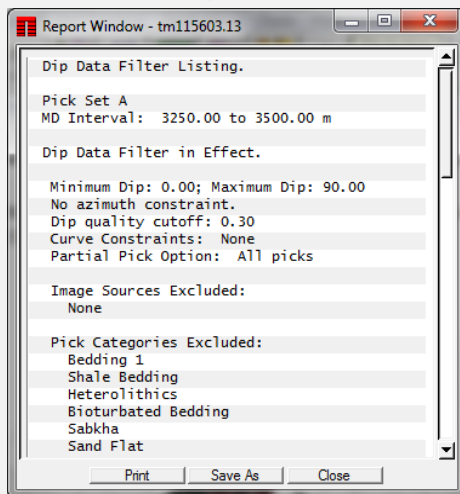 Report Window - tm115603.13
Dip Data Filter Listing.
Pick Set A
MD Interval:  3250.00 to 3500.00 m
Dip Data Filter in Effect.
Minimum Dip: 0.00; Maximum Dip: 90.00
No azimuth constraint.
Dip quality cutoff: 0.30
Curve Constraints:  None
Partial Pick Option:  All picks
Image Sources Excluded:
None
Pick Categories Excluded:
Bedding 1
Shale Bedding
Heterolithics
Bioturbated Bedding
Sabkha
Sand Flat
Print Save As Close